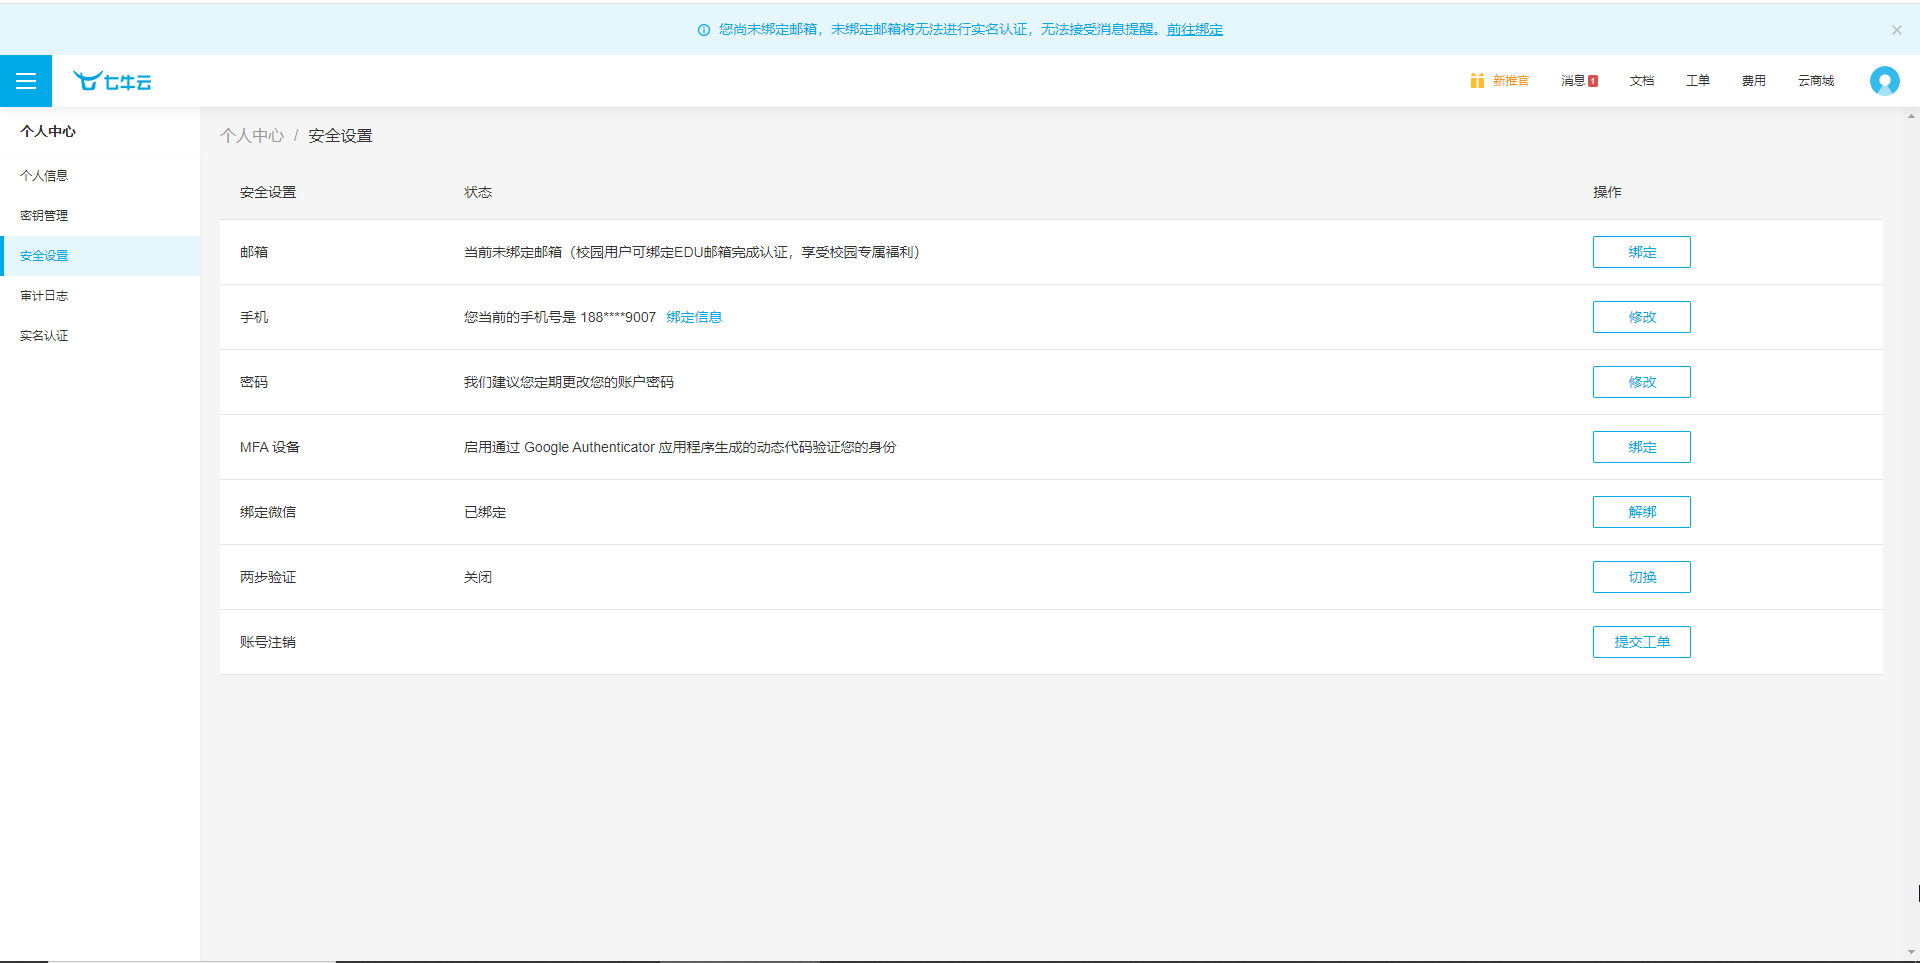 您尚未绑定邮箱，未绑定邮箱将无法进行实名认证，无法接受消息提醒。前往绑定
七牛云
新推官
消息 1
文档
工单
费用
云商城
个人中心
个人信息
密钥管理
安全设置
审计日志
实名认证
个人中心 / 安全设置
安全设置 状态 操作
邮箱 当前未绑定邮箱（校园用户可绑定EDU邮箱完成认证，享受校园专属福利） 绑定
手机 您当前的手机号是 188****9007 绑定信息 修改
密码 我们建议您定期更改您的账户密码 修改
MFA 设备 启用通过 Google Authenticator 应用程序生成的动态代码验证您的身份 绑定
绑定微信 已绑定 解绑
两步验证 关闭 切换
账号注销 提交工单